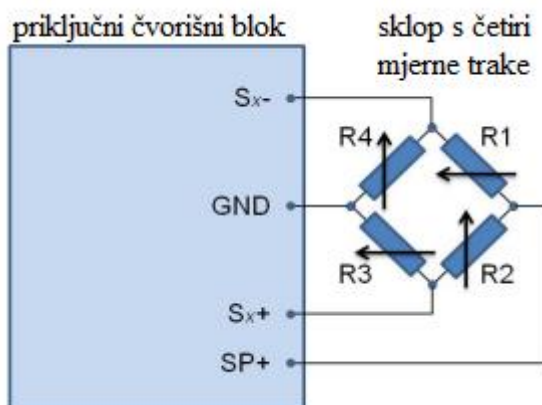 priključni čvorišni blok
sklop s četiri
mjerne trake
Sx-
R4
R1
GND
R3
R2
Sx+
SP+